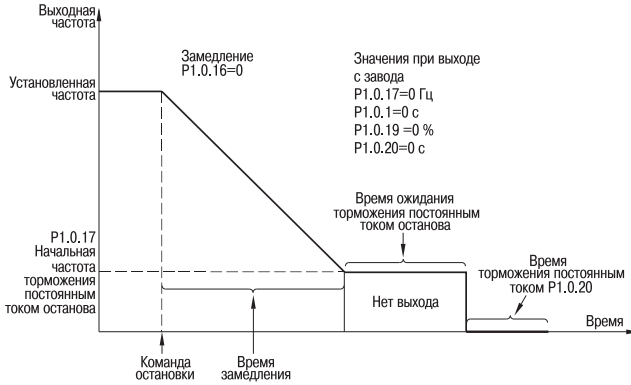 Выходная
частота
Замедление
P1.0.16=0
Значения при выходе
с завода
P1.0.17=0 Гц
P1.0.1=0 с
P1.0.19 =0 %
P1.0.20=0 с
Установленная
частота
Время ожидания
торможения постоянным
током останова
P1.0.17
Начальная
частота
торможения
постоянным
током останова
Время
торможения постоянным
током P1.0.20
Нет выхода
Время
Команда
остановки
Время
замедления